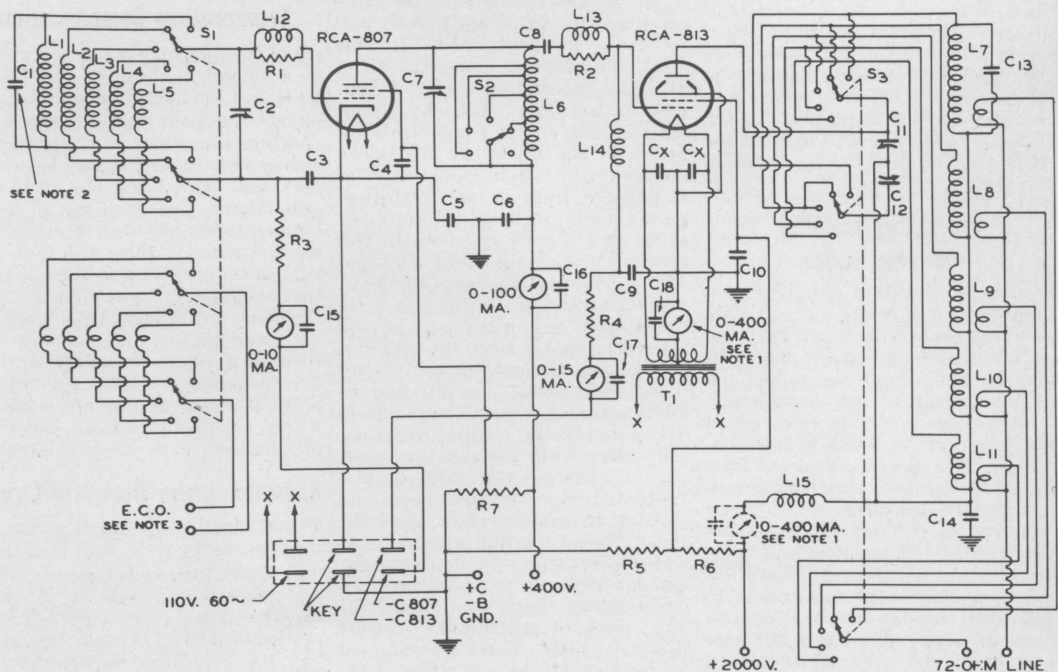 L12
L13
RCA-807
C8
RCA-813
S1
L1
L2
L3
L4
L5
R1
C1
C2
C7
S2
L6
R2
S3
L7
C13
C11
C12
L14
CX
CX
SEE NOTE 2
C3
C4
L8
C5
C6
R3
C9
C10
C16
0-100
MA.
C18
0-400
MA.
SEE
NOTE 1
L9
C15
0-10
MA.
R4
C17
0-15
MA.
T1
X
X
L10
L11
E.C.O.
SEE NOTE 3
R7
L15
C14
0-400 MA.
SEE NOTE 1
X X
R5
R6
110V. 60~
KEY
-C 807
-C 813
+C
-B
GND.
+400V.
+2000V.
72-OHM LINE